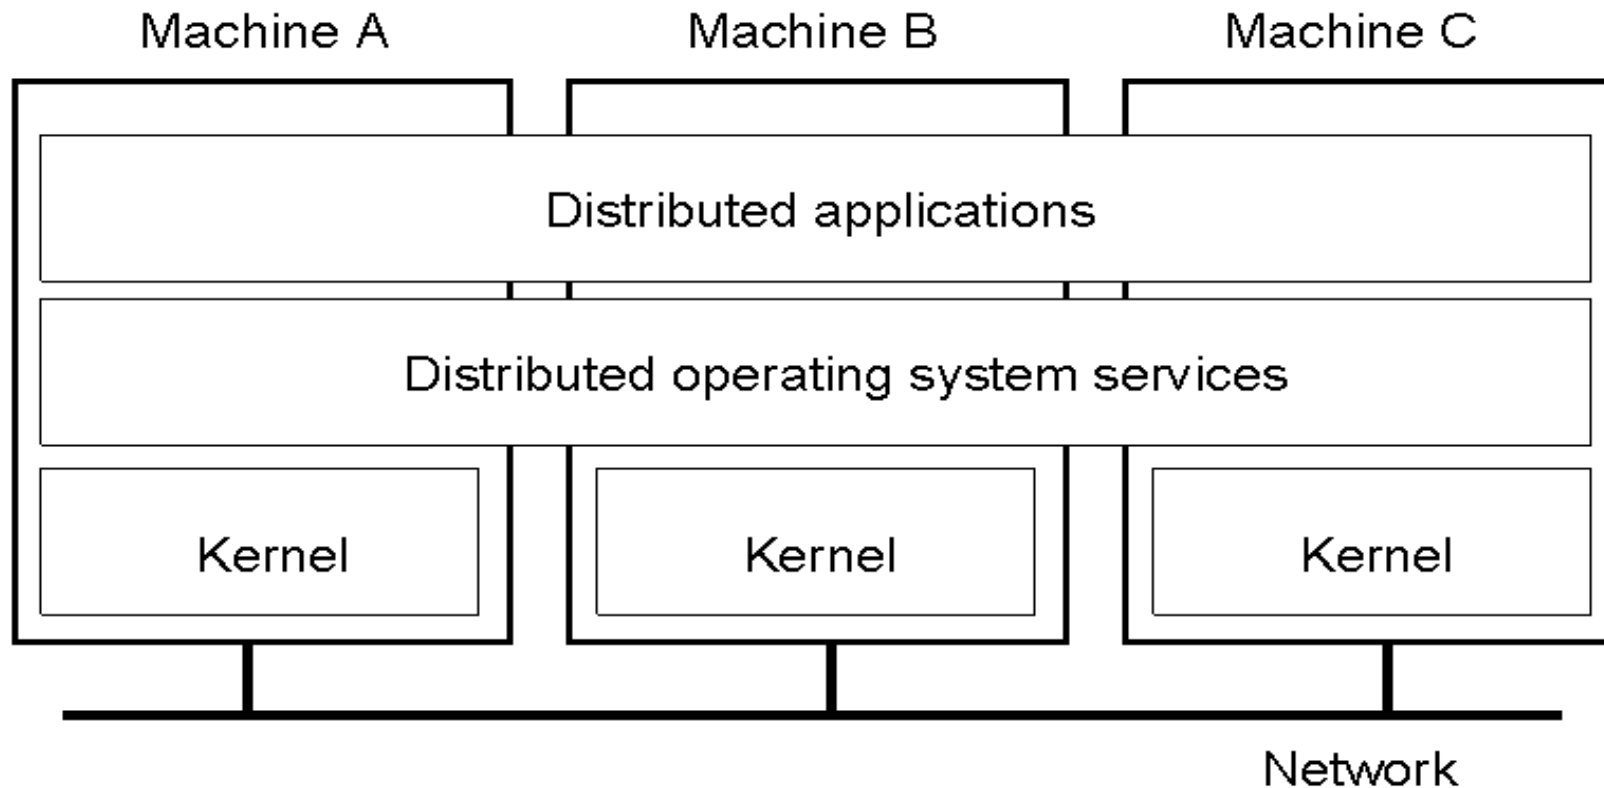 Machine A
Machine B
Machine C
Distributed applications
Distributed operating system services
Kernel
Kernel
Kernel
Network